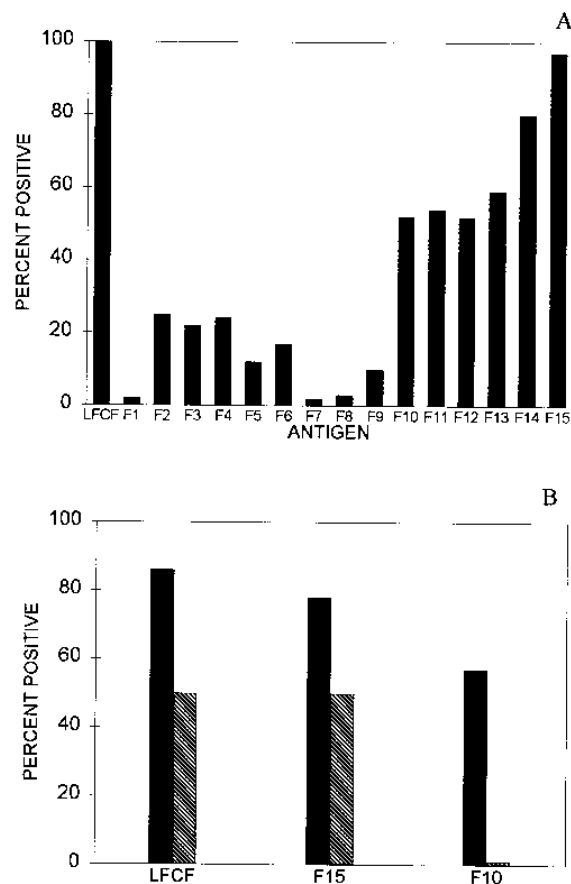 A
100
80
60
40
20
0
PERCENT POSITIVE
LFCF F1 F2 F3 F4 F5 F6 F7 F8 F9 F10 F11 F12 F13 F14 F15
ANTIGEN
B
100
80
60
40
20
0
PERCENT POSITIVE
LFCF F15 F10